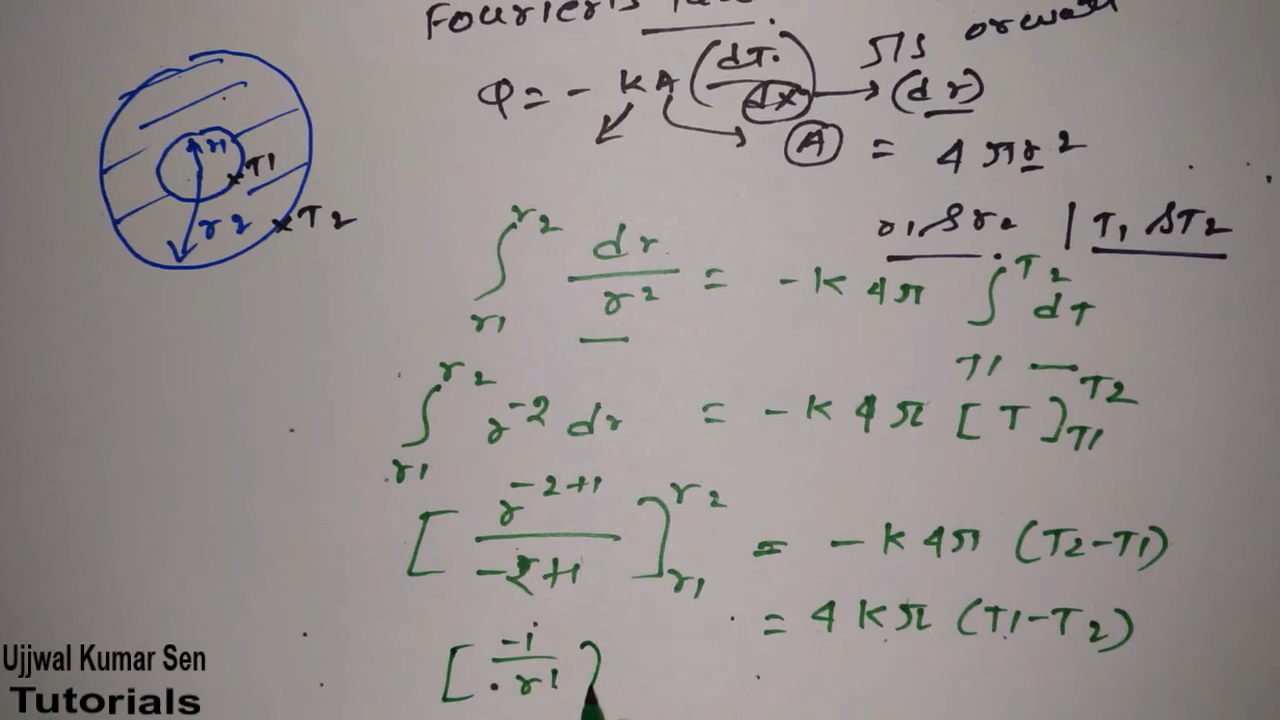 Fourier's law
Q = - KA (dT/dx) → (dr)
A = 4πr²
r1 & r2 | T1 & T2
r1
T1
r2
T2
∫_{r1}^{r2} dr/r² = -K 4π ∫_{T1}^{T2} dT
∫_{r1}^{r2} r^{-2} dr = -K 4π [T]_{T1}^{T2}
[r^{-2+1}/-2+1]_{r1}^{r2} = -K 4π (T2-T1)
= 4Kπ (T1-T2)
[-1/r1]
Ujjwal Kumar Sen
Tutorials